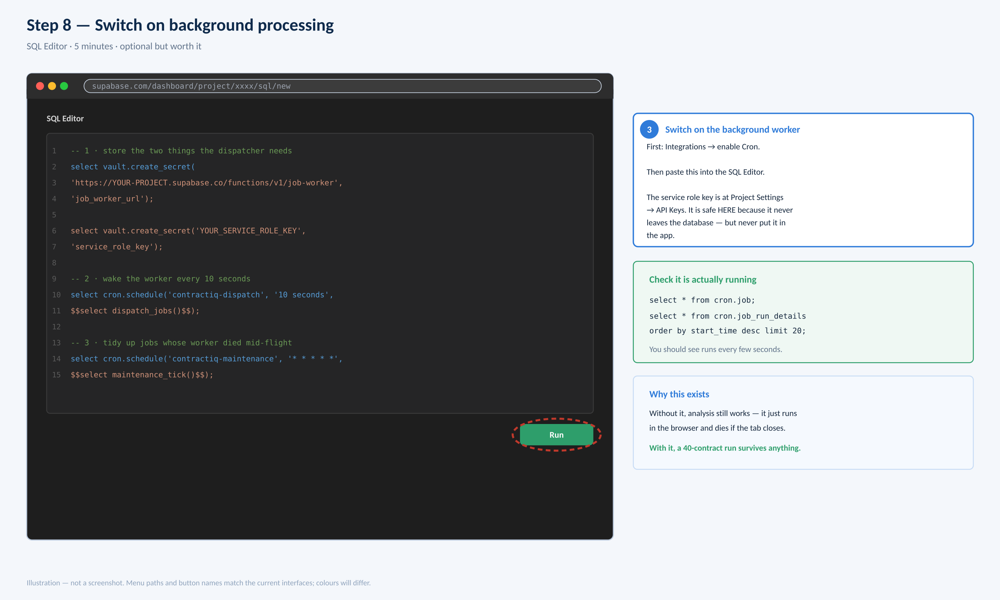 Step 8 — Switch on background processing
SQL Editor · 5 minutes · optional but worth it
supabase.com/dashboard/project/xxxx/sql/new
SQL Editor
1 -- 1 · store the two things the dispatcher needs
2 select vault.create_secret(
3 'https://YOUR-PROJECT.supabase.co/functions/v1/job-worker',
4 'job_worker_url');
5
6 select vault.create_secret('YOUR_SERVICE_ROLE_KEY',
7 'service_role_key');
8
9 -- 2 · wake the worker every 10 seconds
10 select cron.schedule('contractiq-dispatch', '10 seconds',
11 $$select dispatch_jobs()$$);
12
13 -- 3 · tidy up jobs whose worker died mid-flight
14 select cron.schedule('contractiq-maintenance', '* * * * *',
15 $$select maintenance_tick()$$);
Run
3 Switch on the background worker
First: Integrations → enable Cron.
Then paste this into the SQL Editor.
The service role key is at Project Settings
→ API Keys. It is safe HERE because it never
leaves the database — but never put it in
the app.
Check it is actually running
select * from cron.job;
select * from cron.job_run_details
order by start_time desc limit 20;
You should see runs every few seconds.
Why this exists
Without it, analysis still works — it just runs
in the browser and dies if the tab closes.
With it, a 40-contract run survives anything.
Illustration — not a screenshot. Menu paths and button names match the current interfaces; colours will differ.